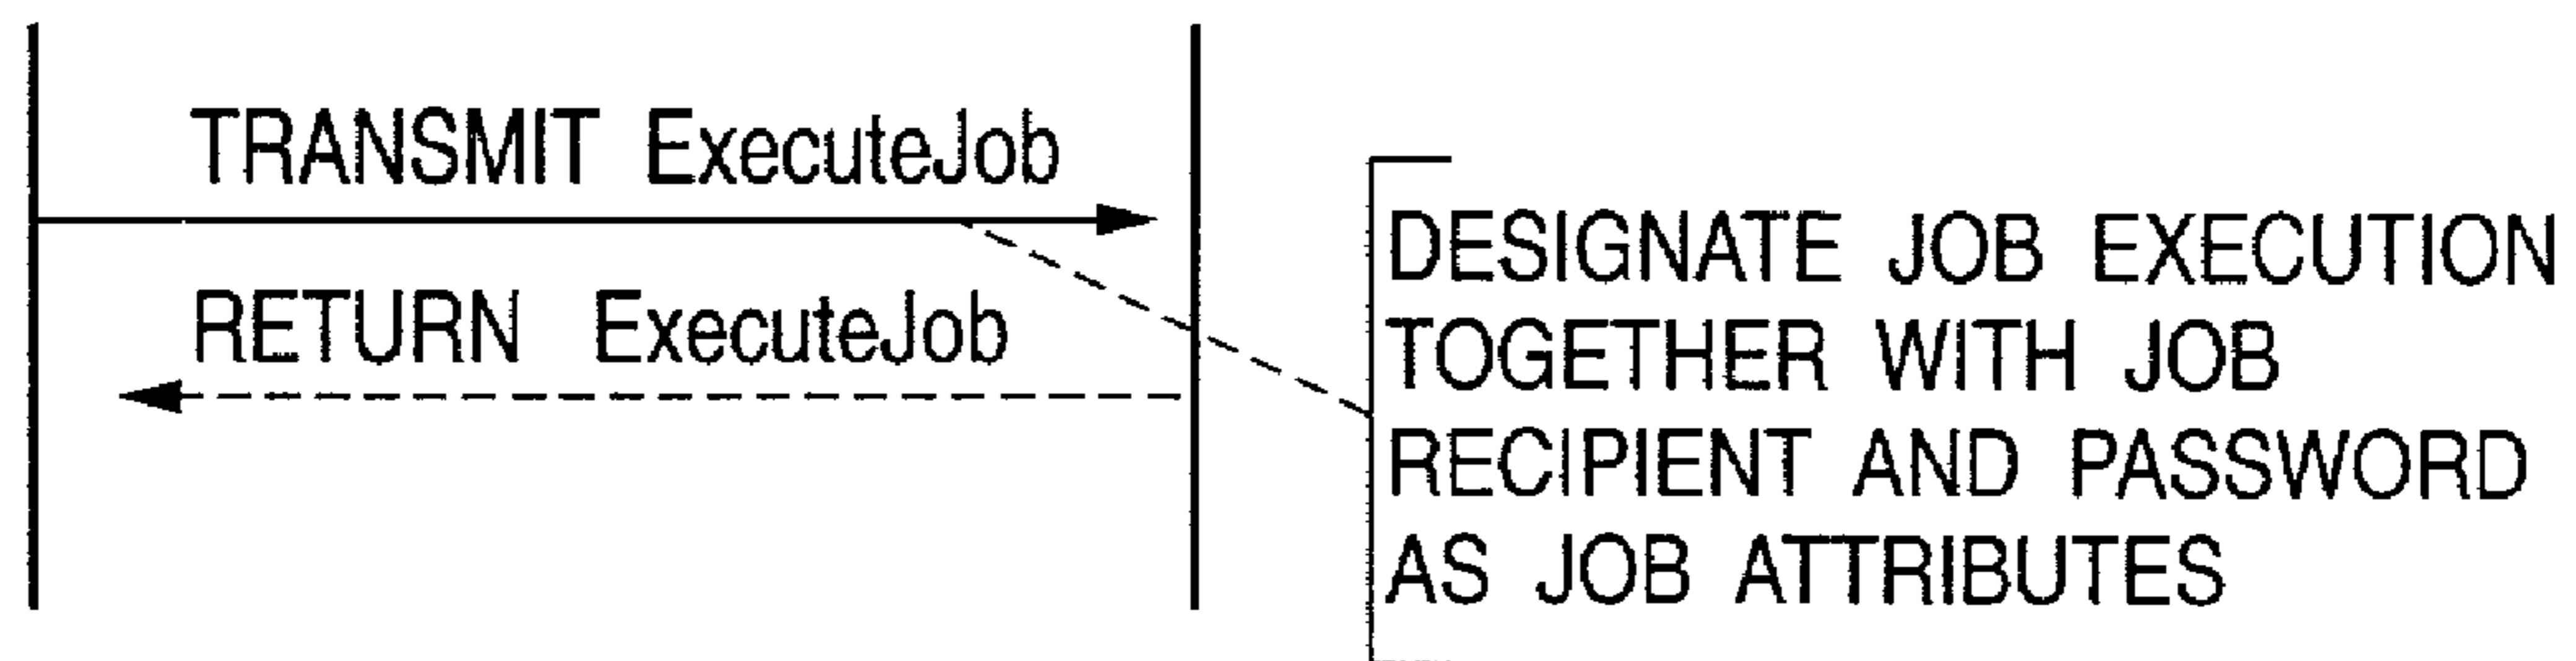 TRANSMIT ExecuteJob
RETURN ExecuteJob
DESIGNATE JOB EXECUTION
TOGETHER WITH JOB
RECIPIENT AND PASSWORD
AS JOB ATTRIBUTES